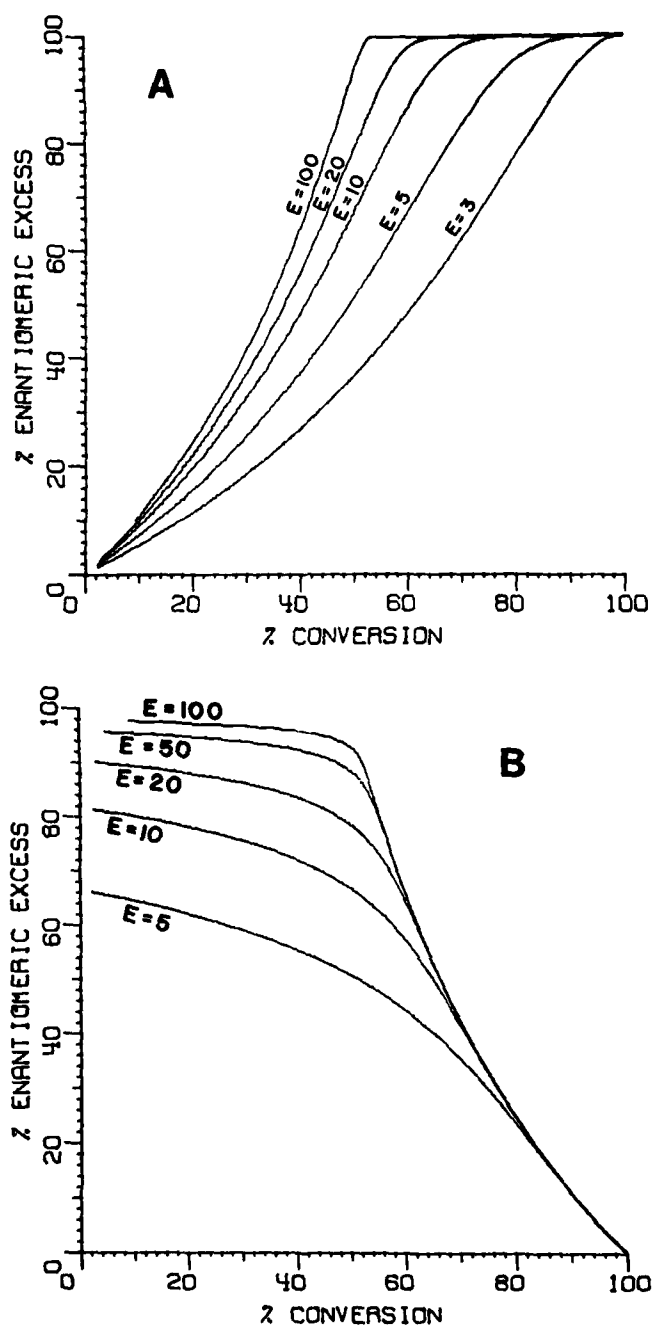 A
% ENANTIOMERIC EXCESS
100
80
60
40
20
0
E=100
E=20
E=10
E=5
E=3
0 20 40 60 80 100
% CONVERSION
B
% ENANTIOMERIC EXCESS
100
80
60
40
20
0
E=100
E=50
E=20
E=10
E=5
0 20 40 60 80 100
% CONVERSION